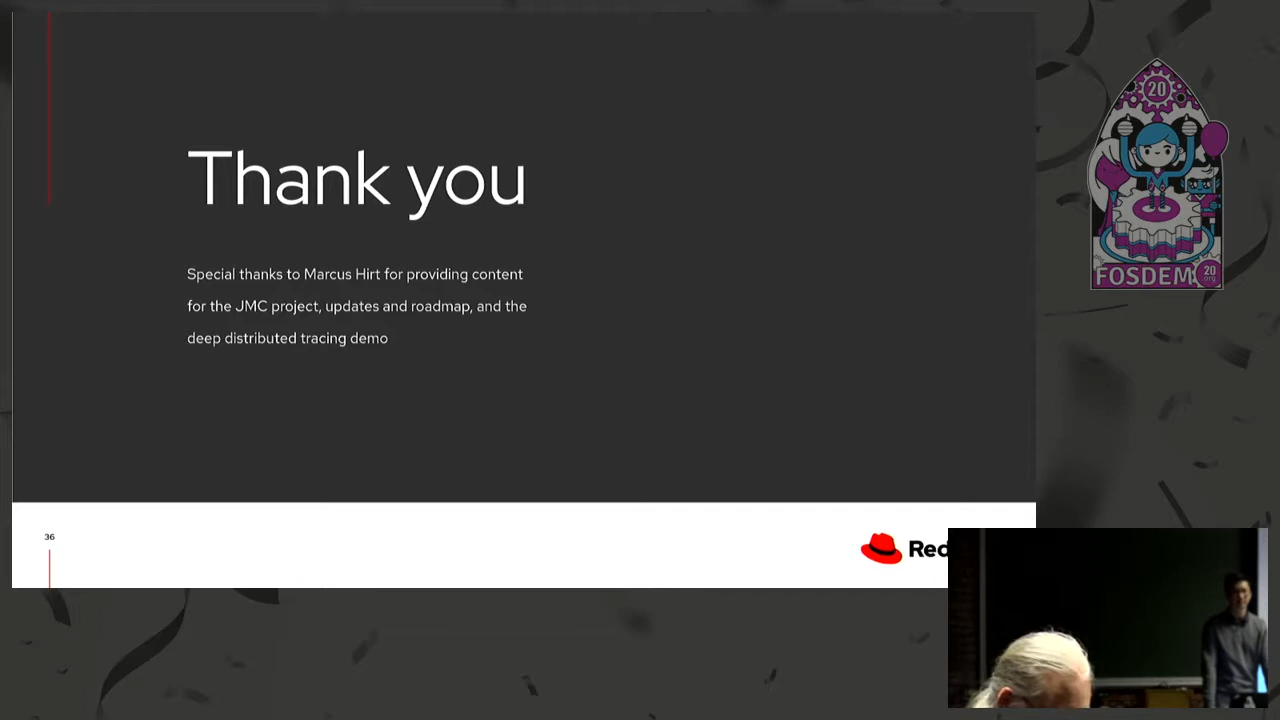 Thank you
Special thanks to Marcus Hirt for providing content
for the JMC project, updates and roadmap, and the
deep distributed tracing demo
36
Red
20
FOSDEM
20
.org